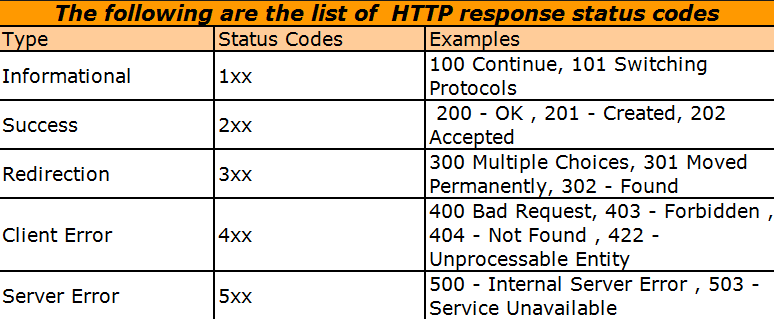 The following are the list of  HTTP response status codes
Type Status Codes Examples
Informational 1xx 100 Continue, 101 Switching
Protocols
Success 2xx 200 - OK , 201 - Created, 202
Accepted
Redirection 3xx 300 Multiple Choices, 301 Moved
Permanently, 302 - Found
Client Error 4xx 400 Bad Request, 403 - Forbidden ,
404 - Not Found , 422 -
Unprocessable Entity
Server Error 5xx 500 - Internal Server Error , 503 -
Service Unavailable